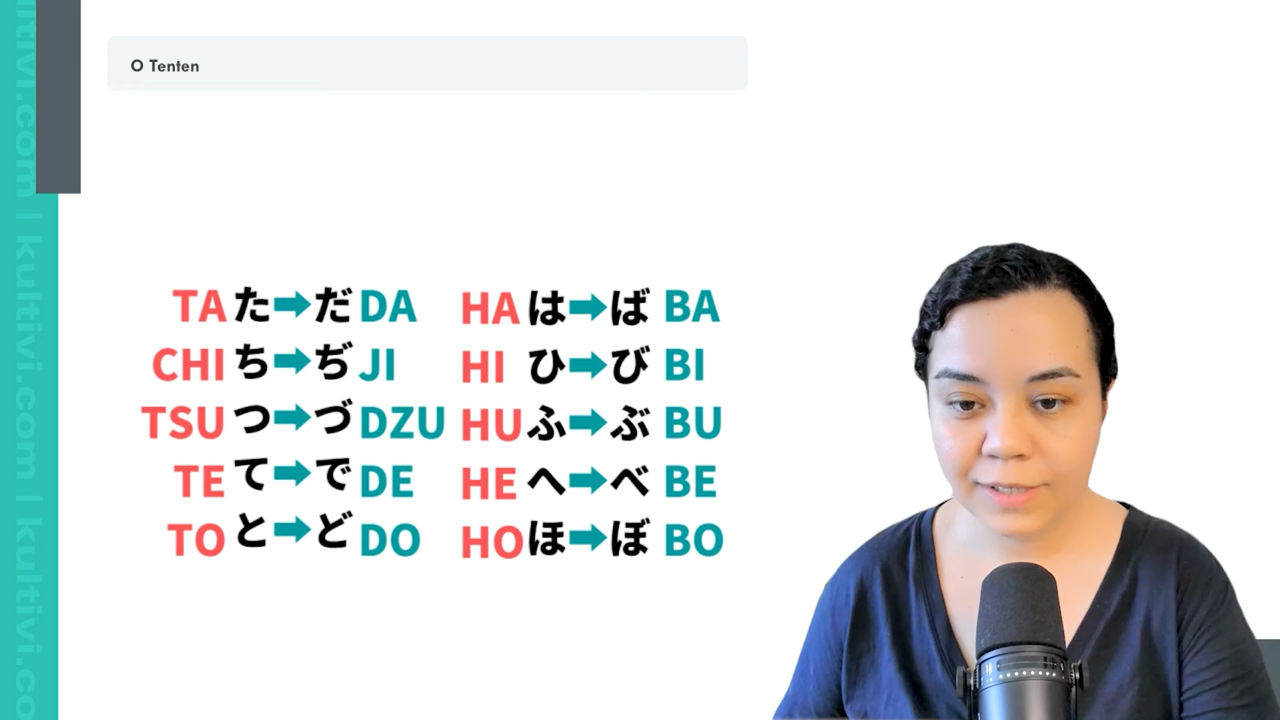 O Tenten
TA た➡だ DA
CHI ち➡ぢ JI
TSU つ➡づ DZU
TE て➡で DE
TO と➡ど DO
HA は➡ば BA
HI ひ➡び BI
HU ふ➡ぶ BU
HE へ➡べ BE
HO ほ➡ぼ BO
ultivi.com | kultivi.com | kultivi.co